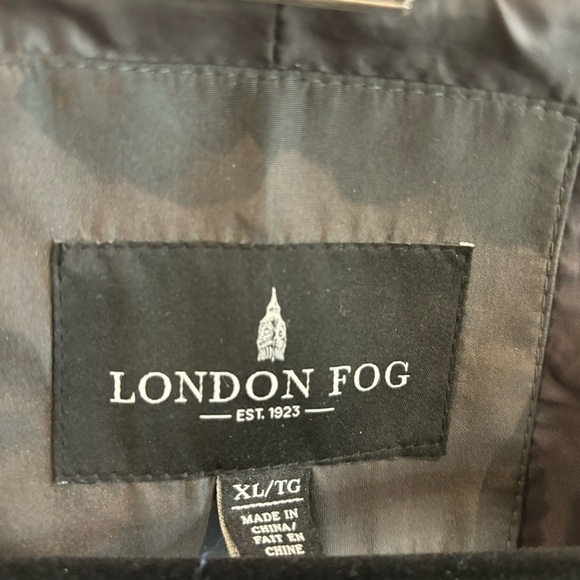 LONDON FOG
EST. 1923
XL/TG
MADE IN
CHINA/
FAIT EN
CHINE